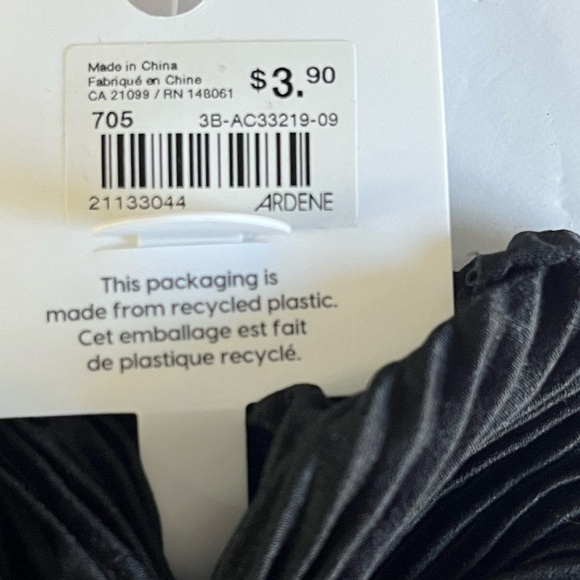 Made in China
Fabriqué en Chine
CA 21099 / RN 148061
$3.90
705 3B-AC33219-09
21133044 ARDENE
This packaging is
made from recycled plastic.
Cet emballage est fait
de plastique recyclé.